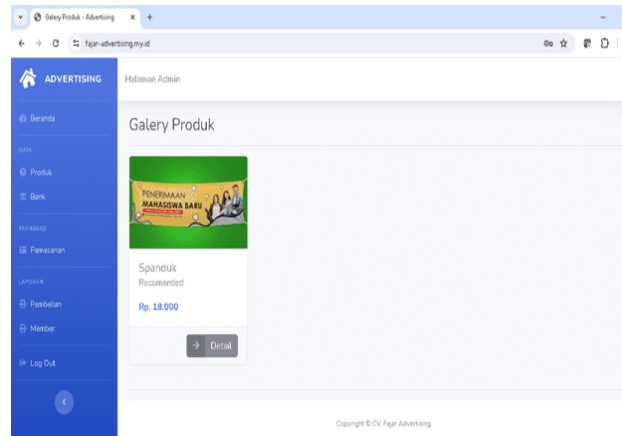 Galery Produk - Advertising
fajar-advertising.my.id
ADVERTISING
Halaman Admin
Beranda
DATA
Produk
Bank
TRANSAKSI
Pemesanan
LAPORAN
Pembelian
Member
Log Out
Galery Produk
PENERIMAAN
MAHASISWA BARU
Spanduk
Recomanded
Rp. 18.000
Detail
Copyright © CV. Fajar Advertising